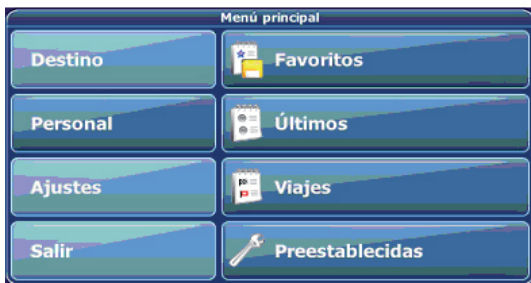 Menú principal
Destino
Favoritos
Personal
Últimos
Ajustes
Viajes
Salir
Preestablecidas